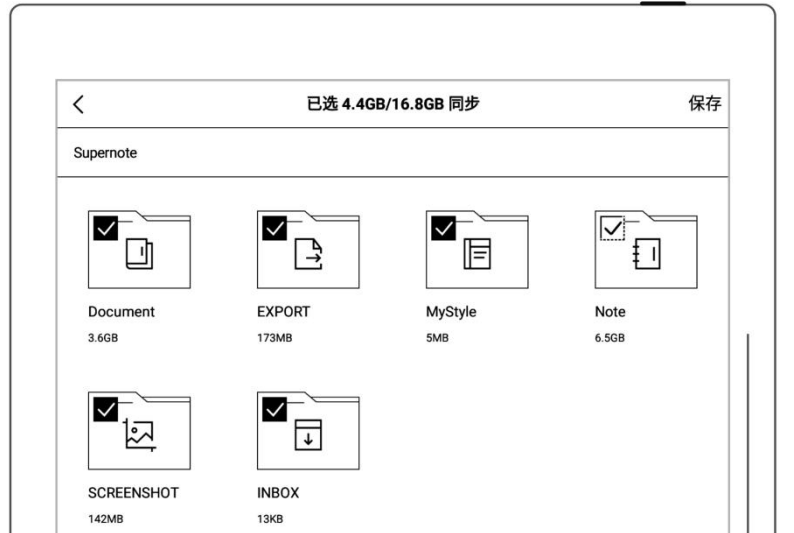 已选 4.4GB/16.8GB 同步 保存
Supernote
Document EXPORT MyStyle Note
3.6GB 173MB 5MB 6.5GB
SCREENSHOT INBOX
142MB 13KB